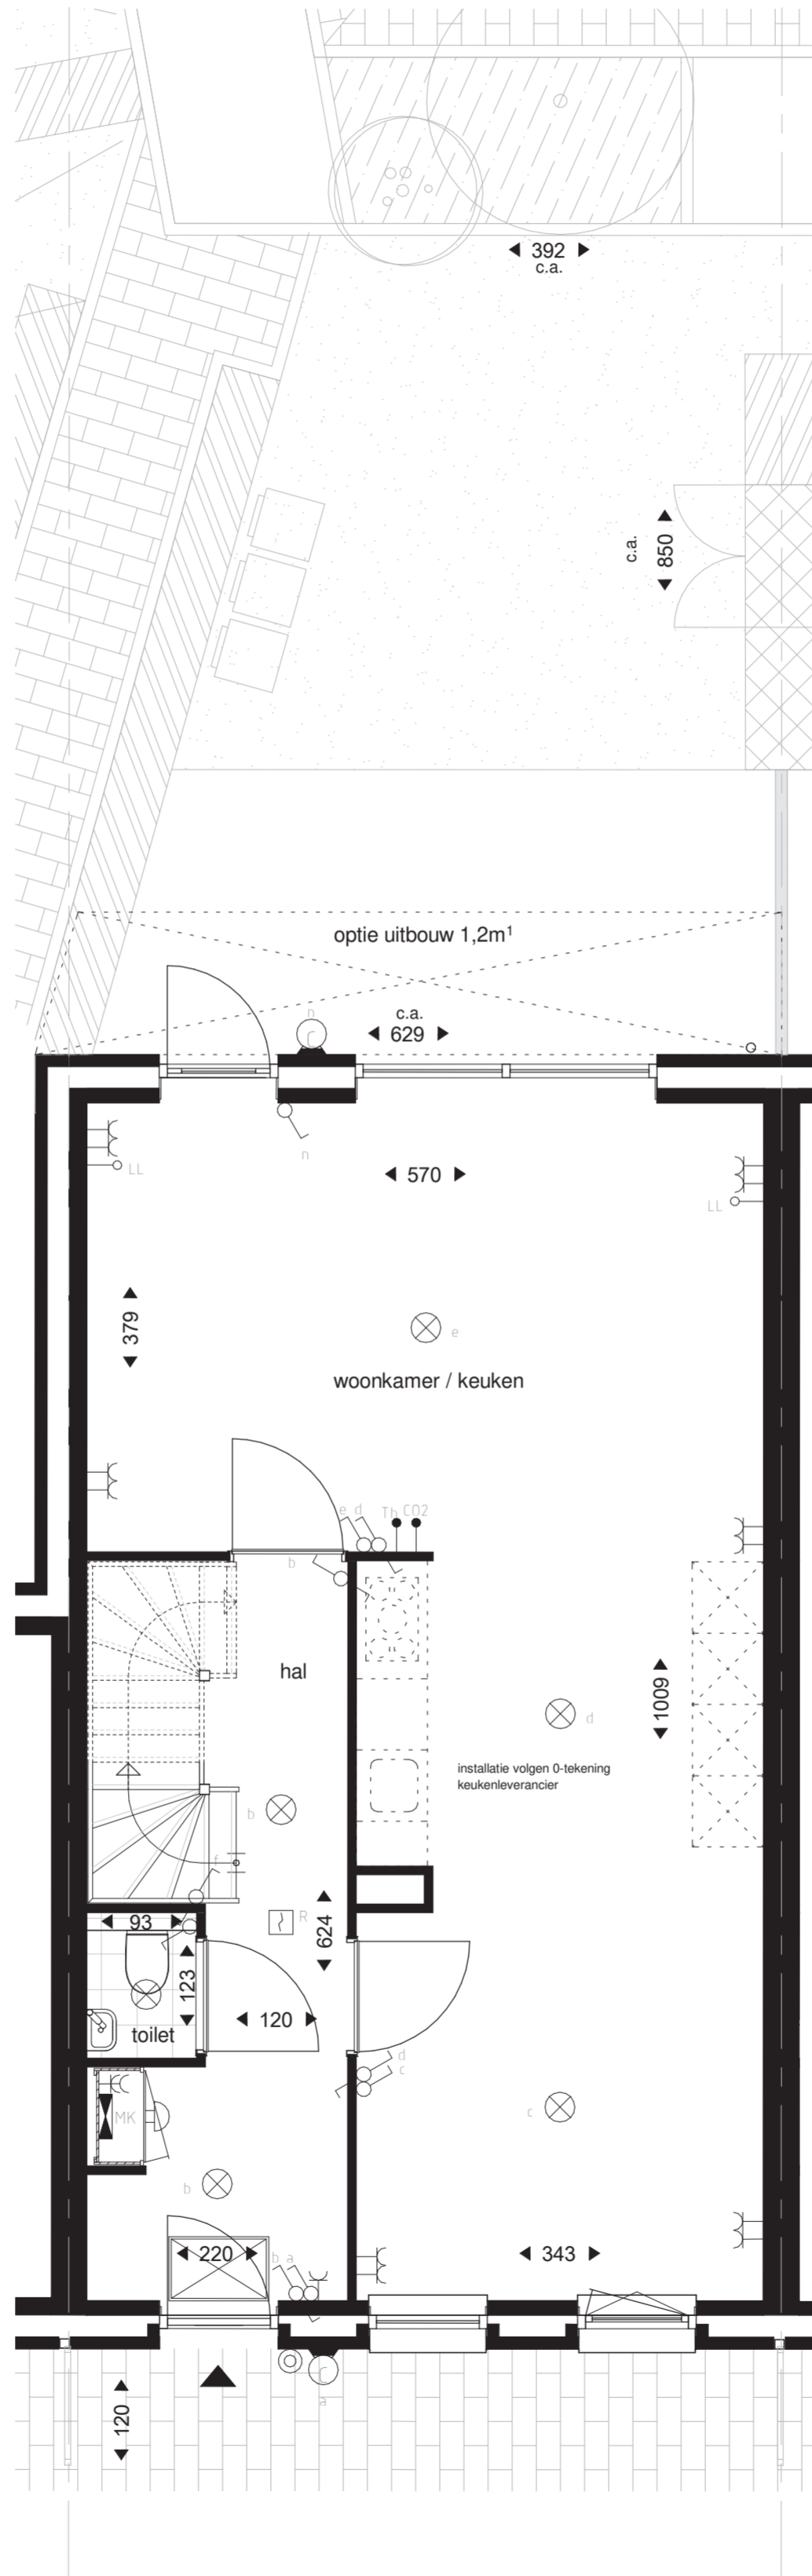 392
c.a.
c.a.
850
optie uitbouw 1,2m¹
n
C
c.a.
629
n
LL
570
LL
379
e
woonkamer / keuken
e d Th CO2
b
hal
1009
d
installatie volgen 0-tekening
keukenleverancier
b
f
93
R
624
123
120
toilet
d
c
MK
c
b
220
b a
343
C
a
120